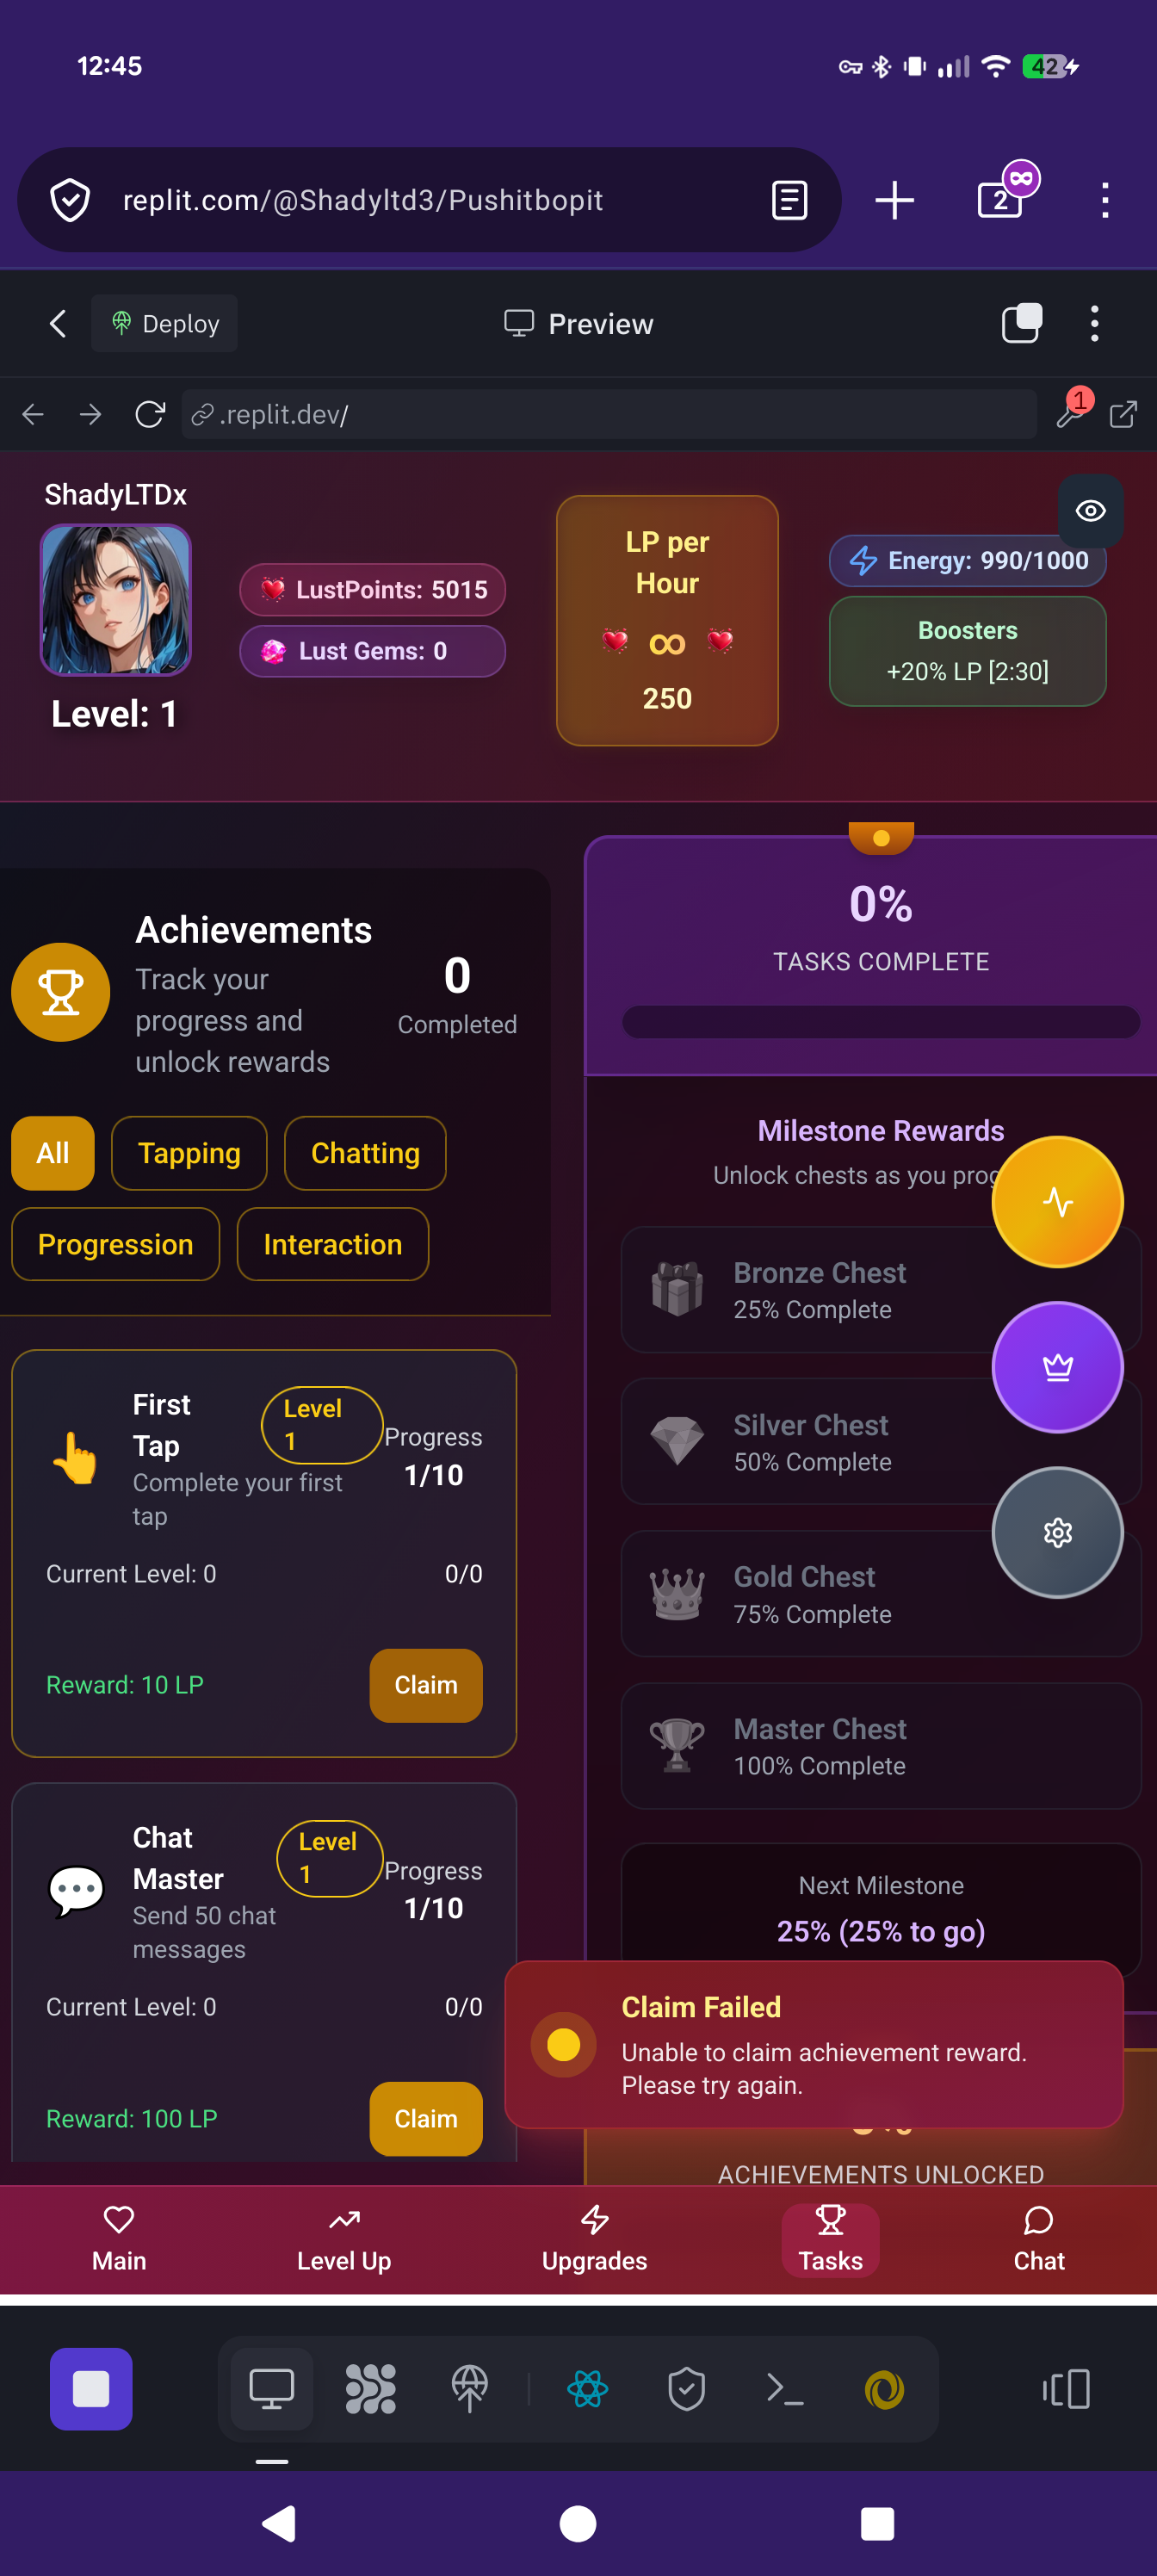 12:45
42
replit.com/@Shadyltd3/Pushitbopit
2
Deploy
Preview
.replit.dev/
1
ShadyLTDx
Level: 1
LustPoints: 5015
Lust Gems: 0
LP per
Hour
∞
250
Energy: 990/1000
Boosters
+20% LP [2:30]
Achievements
Track your
progress and
unlock rewards
0
Completed
All
Tapping
Chatting
Progression
Interaction
First
Tap
Level
1
Complete your first
tap
Progress
1/10
Current Level: 0
0/0
Reward: 10 LP
Claim
Chat
Master
Level
1
Send 50 chat
messages
Progress
1/10
Current Level: 0
0/0
Reward: 100 LP
Claim
0%
TASKS COMPLETE
Milestone Rewards
Unlock chests as you
Bronze Chest
25% Complete
Silver Chest
50% Complete
Gold Chest
75% Complete
Master Chest
100% Complete
Next Milestone
25% (25% to go)
Claim Failed
Unable to claim achievement reward.
Please try again.
ACHIEVEMENTS UNLOCKED
Main
Level Up
Upgrades
Tasks
Chat